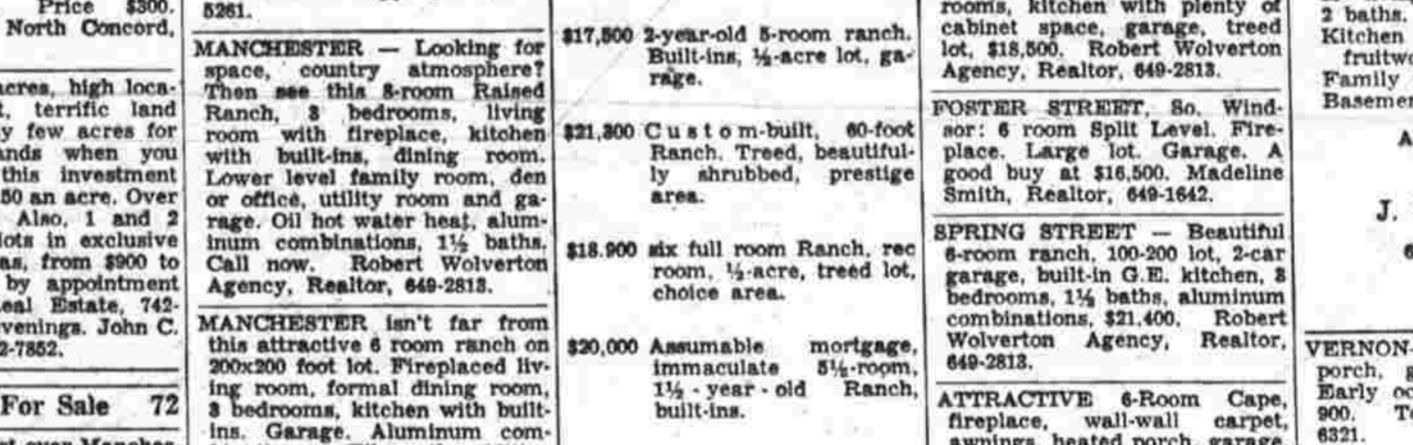 Price $300.
North Concord,
acres, high loca-
terrific land
few acres for
when you
this investment
50 an acre. Over
Also, 1 and 2
lots in exclusive
from $900 to
by appointment
Estate, 742-
John C.
2-7852.
For Sale 72
5261.
MANCHESTER — Looking for
space, country atmosphere?
Then see this 8-room Raised
Ranch, 3 bedrooms, living
room with fireplace, kitchen
with built-ins, dining room.
Lower level family room, den
or office, utility room and ga-
rage. Oil hot water heat, alum-
inum combinations, 1½ baths.
Call now. Robert Wolverton
Agency, Realtor, 649-2813.
MANCHESTER isn't far from
this attractive 6 room ranch on
200x200 foot lot. Fireplaced liv-
ing room, formal dining room,
3 bedrooms, kitchen with built-
ins. Garage. Aluminum com-
$17,500 2-year-old 5-room ranch.
Built-ins, ½-acre lot, ga-
rage.
$21,300 Custom-built, 60-foot
Ranch. Treed, beautiful-
ly shrubbed, prestige
area.
$18.900 six full room Ranch, rec
room, ½-acre, treed lot,
choice area.
$20,000 Assumable mortgage,
immaculate 5½-room,
1½-year-old Ranch,
built-ins.
rooms, kitchen with plenty of
cabinet space, garage, treed
lot, $18,500. Robert Wolverton
Agency, Realtor, 649-2813.
FOSTER STREET, So. Wind-
sor: 6 room Split Level. Fire-
place. Large lot. Garage. A
good buy at $16,500. Madeline
Smith, Realtor, 649-1642.
SPRING STREET — Beautiful
6-room ranch, 100-200 lot, 2-car
garage, built-in G.E. kitchen, 3
bedrooms, 1½ baths, aluminum
combinations, $21,400. Robert
Wolverton Agency, Realtor,
649-2813.
ATTRACTIVE 6-Room Cape,
fireplace, wall-wall carpet,
awnings, heated porch, garage
2 baths.
Kitchen
Family
J.
VERNON-
porch,
Early
900.
6321.